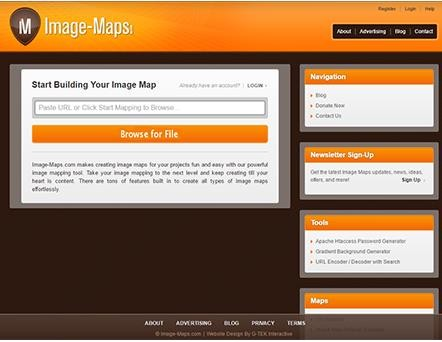 Register | Login | Help
M Image-Maps.com
About | Advertising | Blog | Contact
Start Building Your Image Map
Already have an account? | LOGIN
Paste URL or Click Start Mapping to Browse...
Browse for File
Image-Maps.com makes creating image maps for your projects fun and easy with our powerful
image mapping tool. Take your image mapping to the next level and keep creating till your
heart is content. There are tons of features built in to create all types of image maps
effortlessly.
Navigation
Blog
Donate Now
Contact Us
Newsletter Sign-Up
Get the latest Image Maps updates, news, ideas,
offers, and more!
Sign Up
Tools
Apache Htaccess Password Generator
Gradient Background Generator
URL Encoder / Decoder with Search
Maps
ABOUT ADVERTISING BLOG PRIVACY TERMS
© Image-Maps.com | Website Design By G-TEK Interactive